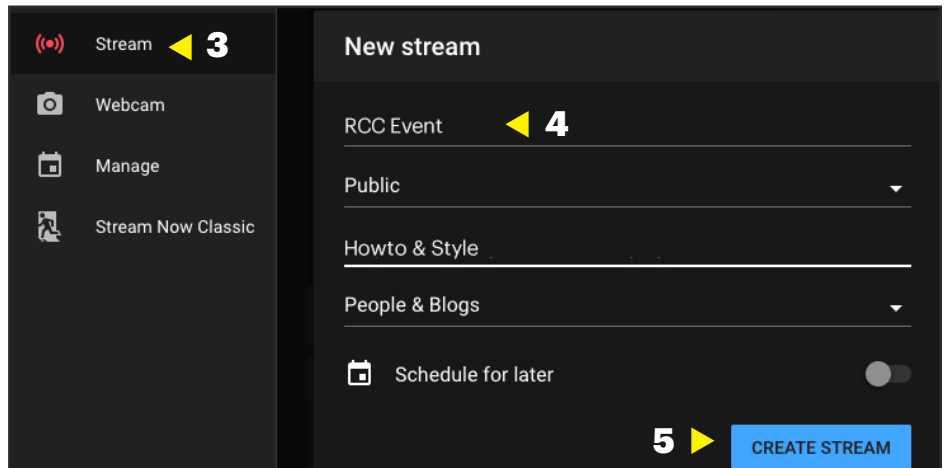 Stream 3
Webcam
Manage
Stream Now Classic
New stream
RCC Event 4
Public
Howto & Style
People & Blogs
Schedule for later
5 CREATE STREAM